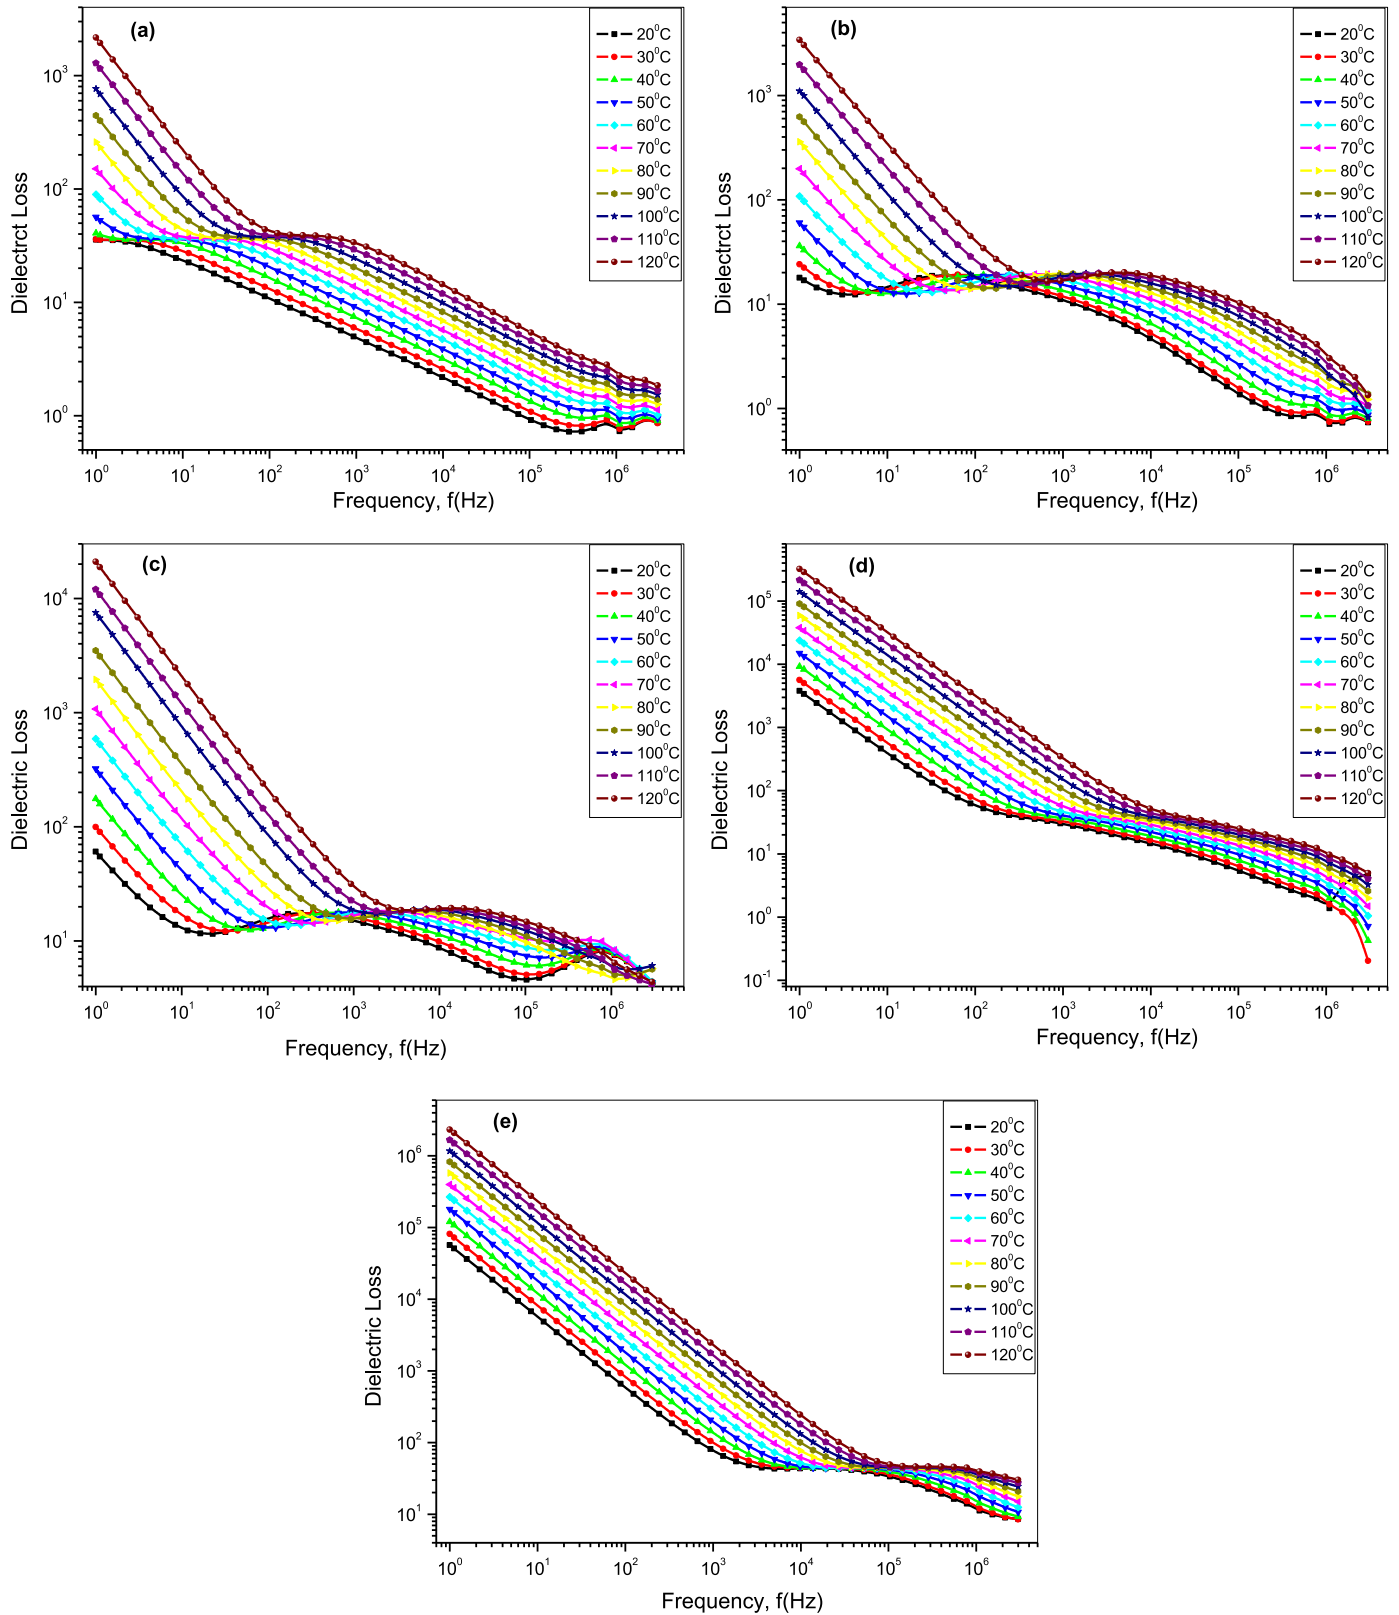 (a)
20⁰C
30⁰C
40⁰C
50⁰C
60⁰C
70⁰C
80⁰C
90⁰C
100⁰C
110⁰C
120⁰C
10³
10²
10¹
10⁰
Dielectrct Loss
10⁰ 10¹ 10² 10³ 10⁴ 10⁵ 10⁶
Frequency, f(Hz)
(b)
20⁰C
30⁰C
40⁰C
50⁰C
60⁰C
70⁰C
80⁰C
90⁰C
100⁰C
110⁰C
120⁰C
10³
10²
10¹
10⁰
Dielectrct Loss
10⁰ 10¹ 10² 10³ 10⁴ 10⁵ 10⁶
Frequency, f(Hz)
(c)
20⁰C
30⁰C
40⁰C
50⁰C
60⁰C
70⁰C
80⁰C
90⁰C
100⁰C
110⁰C
120⁰C
10⁴
10³
10²
10¹
Dielectric Loss
10⁰ 10¹ 10² 10³ 10⁴ 10⁵ 10⁶
Frequency, f(Hz)
(d)
20⁰C
30⁰C
40⁰C
50⁰C
60⁰C
70⁰C
80⁰C
90⁰C
100⁰C
110⁰C
120⁰C
10⁵
10⁴
10³
10²
10¹
10⁰
10⁻¹
Dielectric Loss
10⁰ 10¹ 10² 10³ 10⁴ 10⁵ 10⁶
Frequency, f(Hz)
(e)
20⁰C
30⁰C
40⁰C
50⁰C
60⁰C
70⁰C
80⁰C
90⁰C
100⁰C
110⁰C
120⁰C
10⁶
10⁵
10⁴
10³
10²
10¹
Dielectric Loss
10⁰ 10¹ 10² 10³ 10⁴ 10⁵ 10⁶
Frequency, f(Hz)